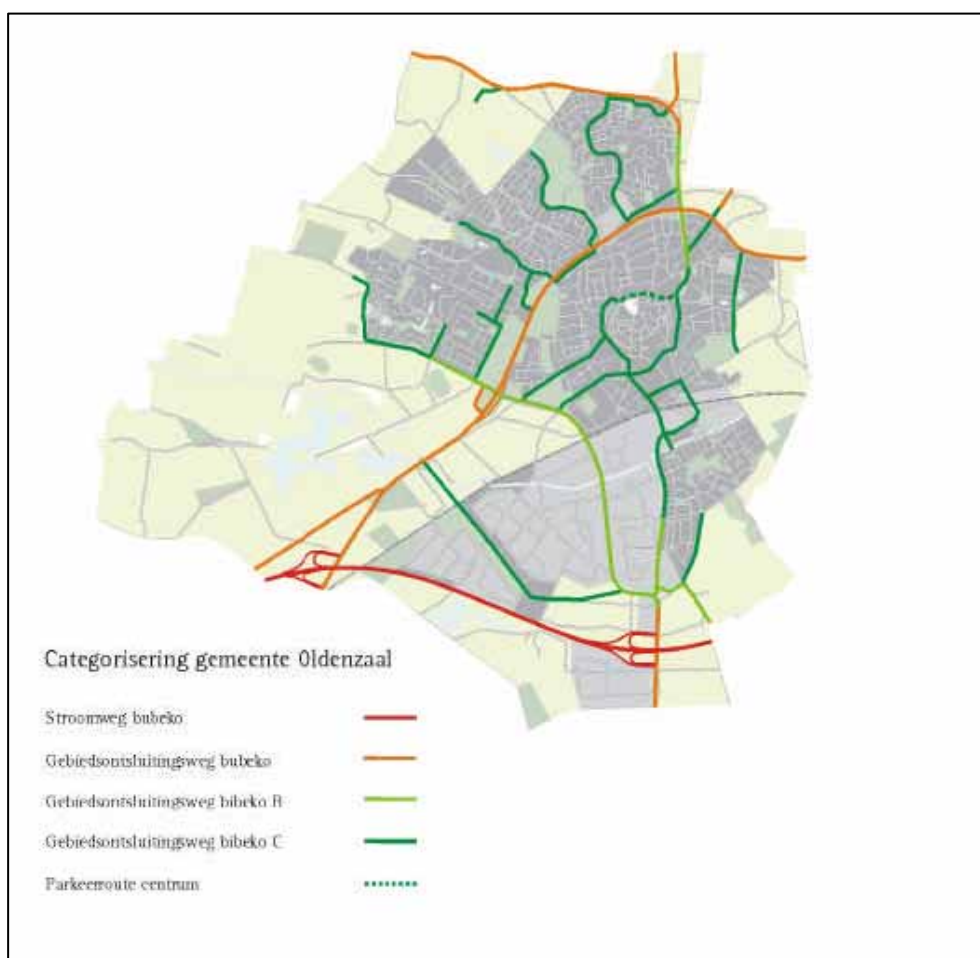 Categorisering gemeente Oldenzaal
Stroomweg bubeko
Gebiedsontsluitingsweg bubeko
Gebiedsontsluitingsweg bibeko B
Gebiedsontsluitingsweg bibeko C
Parkeerroute centrum